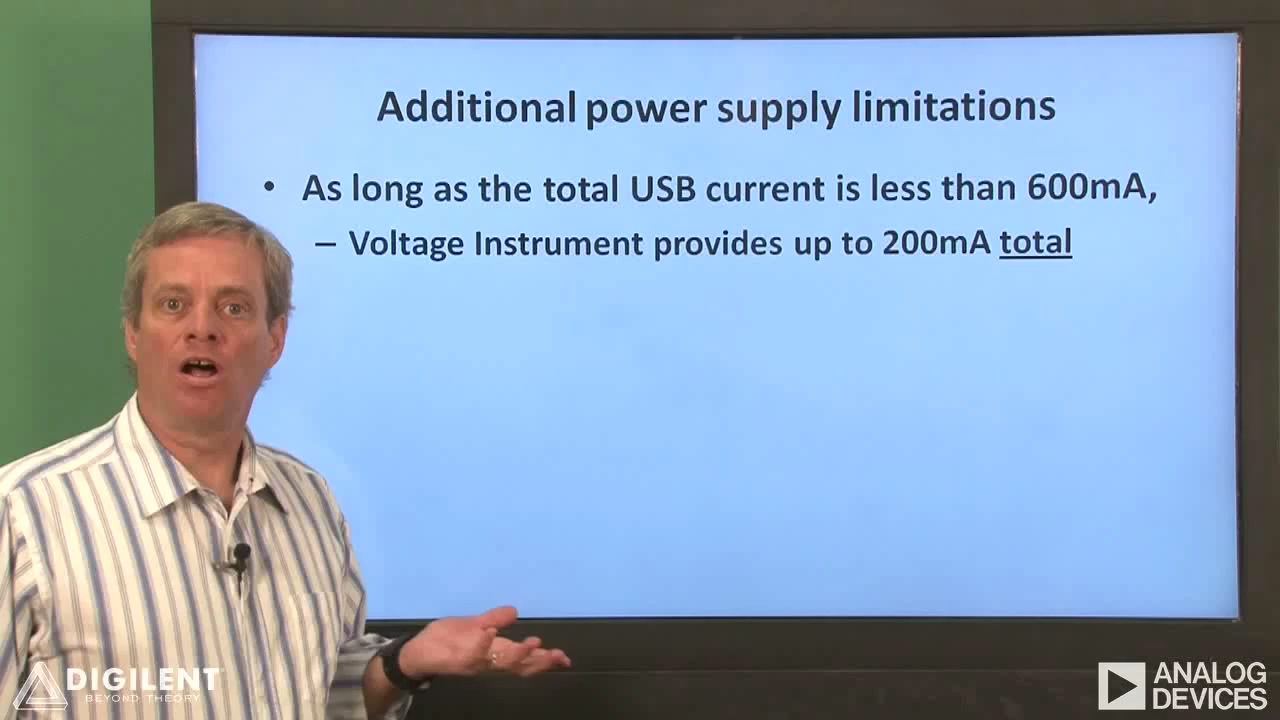 Additional power supply limitations
• As long as the total USB current is less than 600mA,
– Voltage Instrument provides up to 200mA total
DIGILENT
BEYOND THEORY
ANALOG
DEVICES